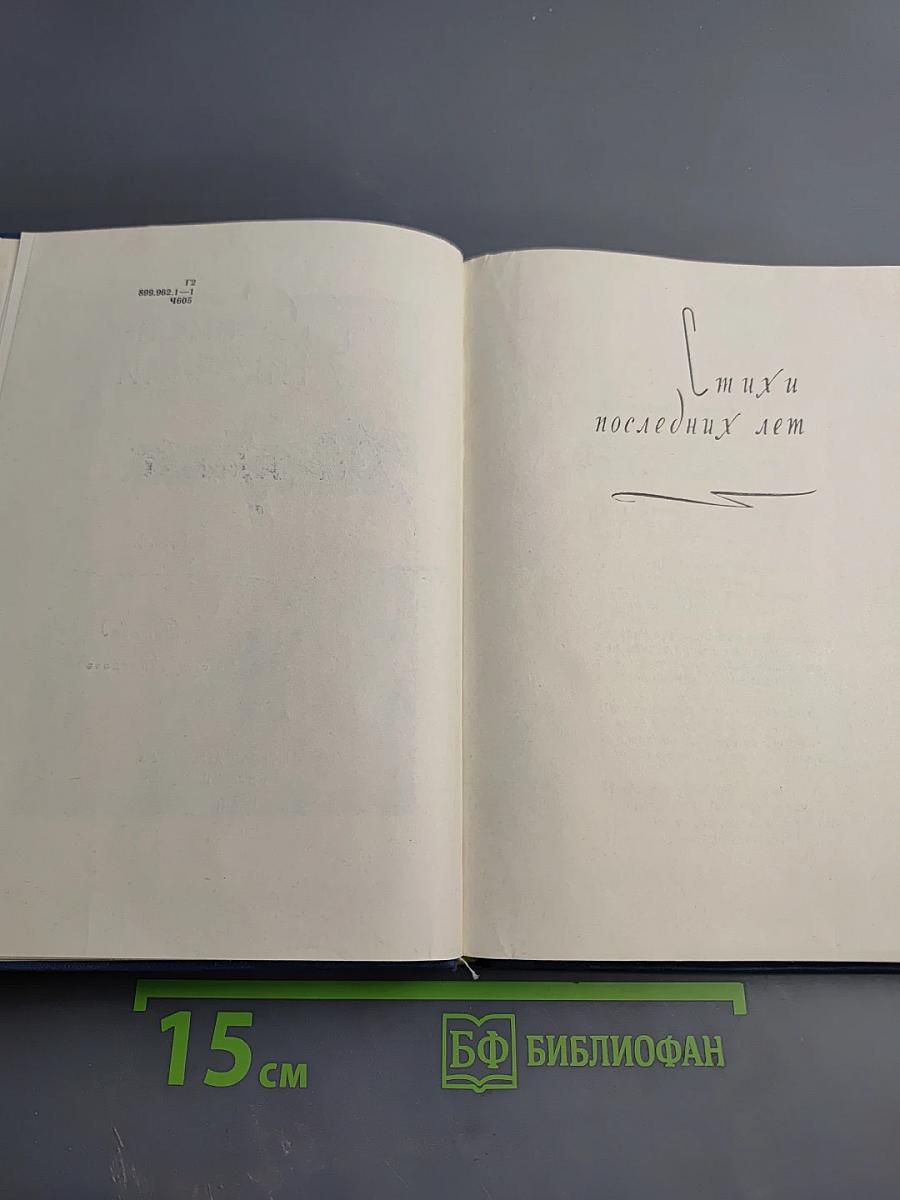 Г2
899.962.1—1
Ч605
Стихи
последних лет
15 см
БФ БИБЛИОФАН